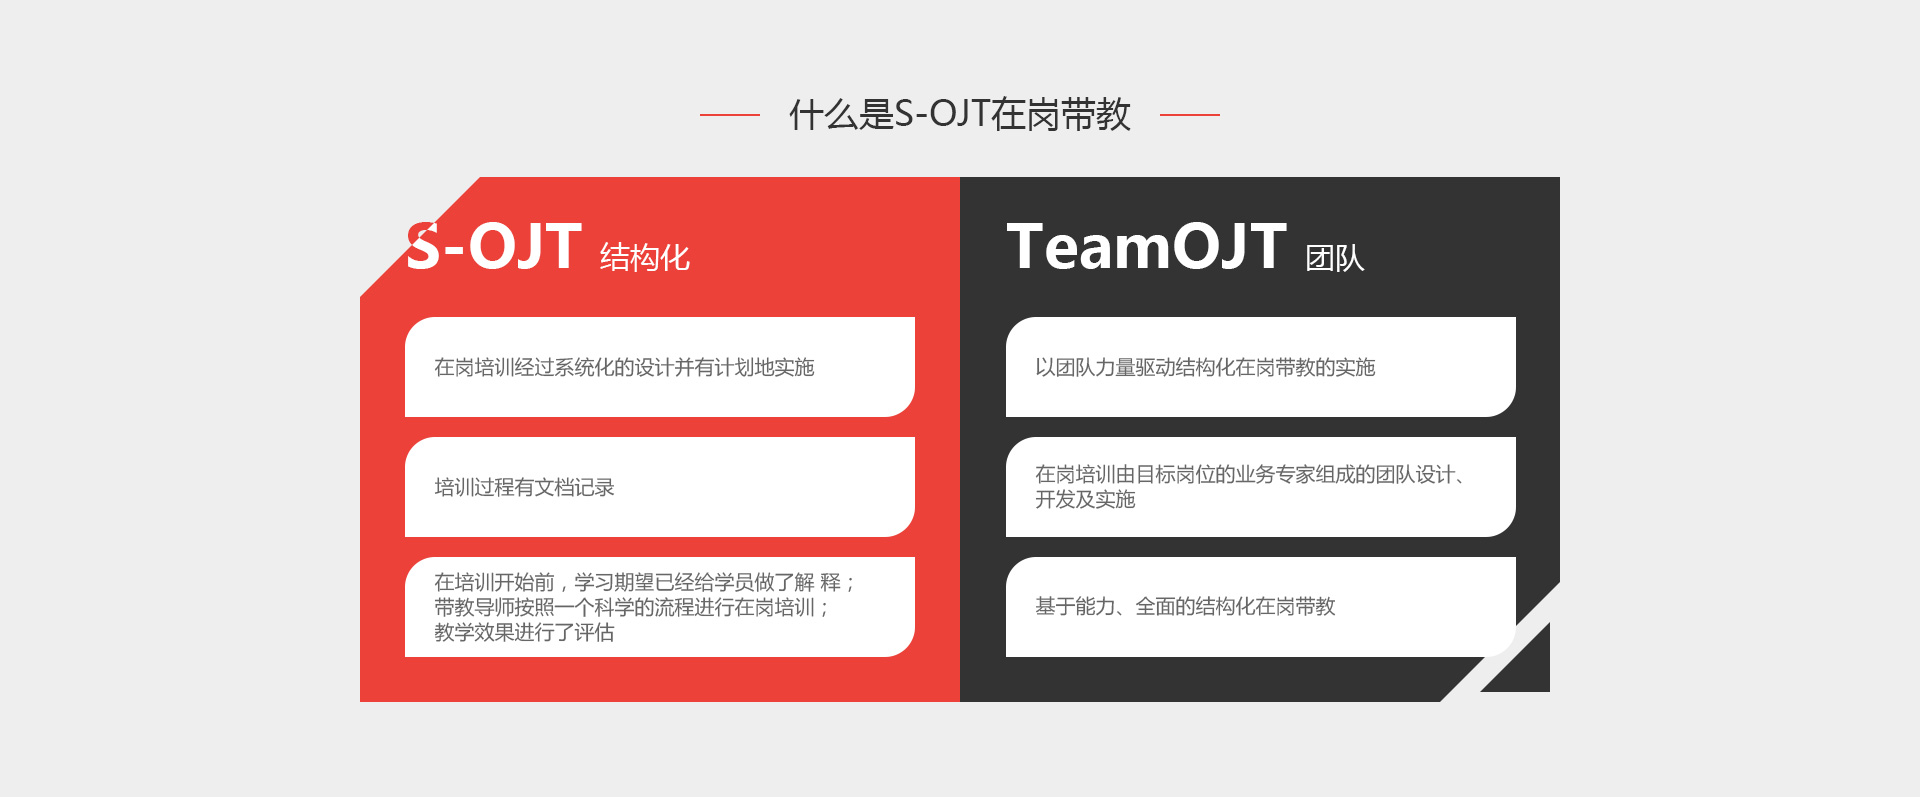 什么是S-OJT在岗带教
S-OJT 结构化
在岗培训经过系统化的设计并有计划地实施
培训过程有文档记录
在培训开始前，学习期望已经给学员做了解 释；
带教导师按照一个科学的流程进行在岗培训；
教学效果进行了评估
TeamOJT 团队
以团队力量驱动结构化在岗带教的实施
在岗培训由目标岗位的业务专家组成的团队设计、
开发及实施
基于能力、全面的结构化在岗带教